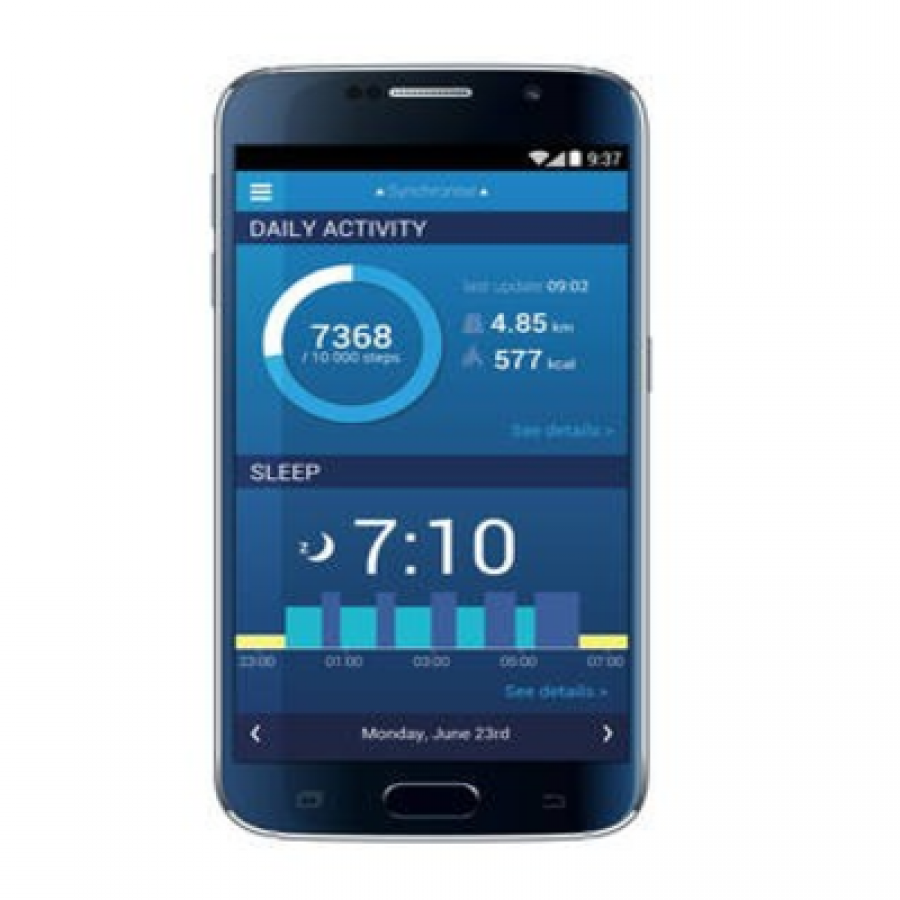 9:37
Synchronise
DAILY ACTIVITY
last update 09:02
7368
/ 10 000 steps
4.85 km
577 kcal
See details >
SLEEP
z
7:10
23:00 01:00 03:00 05:00 07:00
See details >
< Monday, June 23rd >